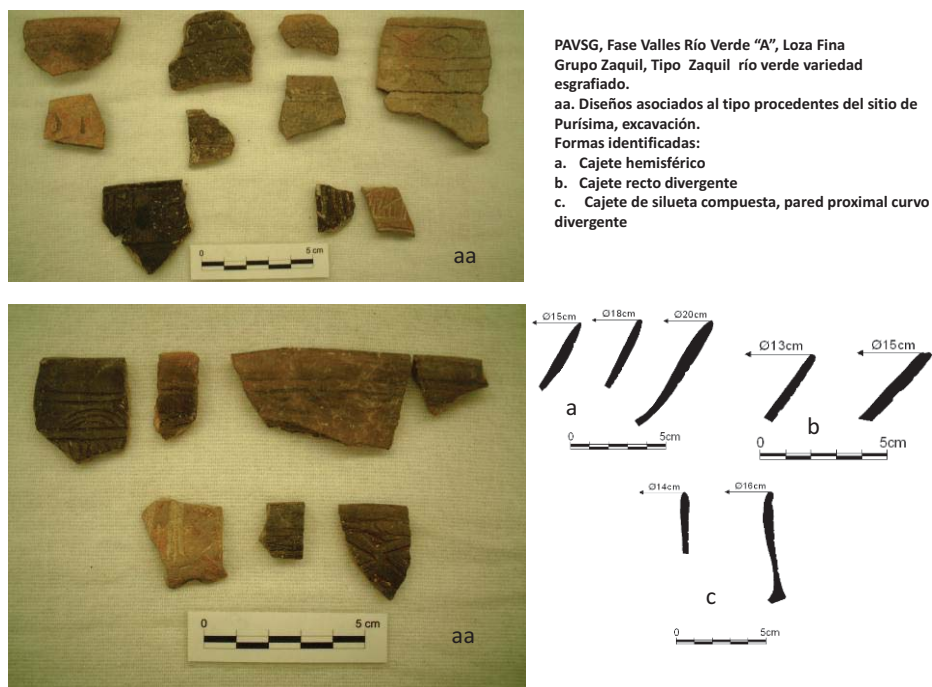 PAVSG, Fase Valles Río Verde “A”, Loza Fina
Grupo Zaquil, Tipo Zaquil río verde variedad
esgrafiado.
aa. Diseños asociados al tipo procedentes del sitio de
Purísima, excavación.
Formas identificadas:
a. Cajete hemisférico
b. Cajete recto divergente
c. Cajete de silueta compuesta, pared proximal curvo
divergente
0 5 cm
aa
0 5 cm
aa
Ø15cm Ø18cm Ø20cm
a
0 5cm
Ø13cm Ø15cm
b
0 5cm
Ø14cm Ø16cm
c
0 5cm